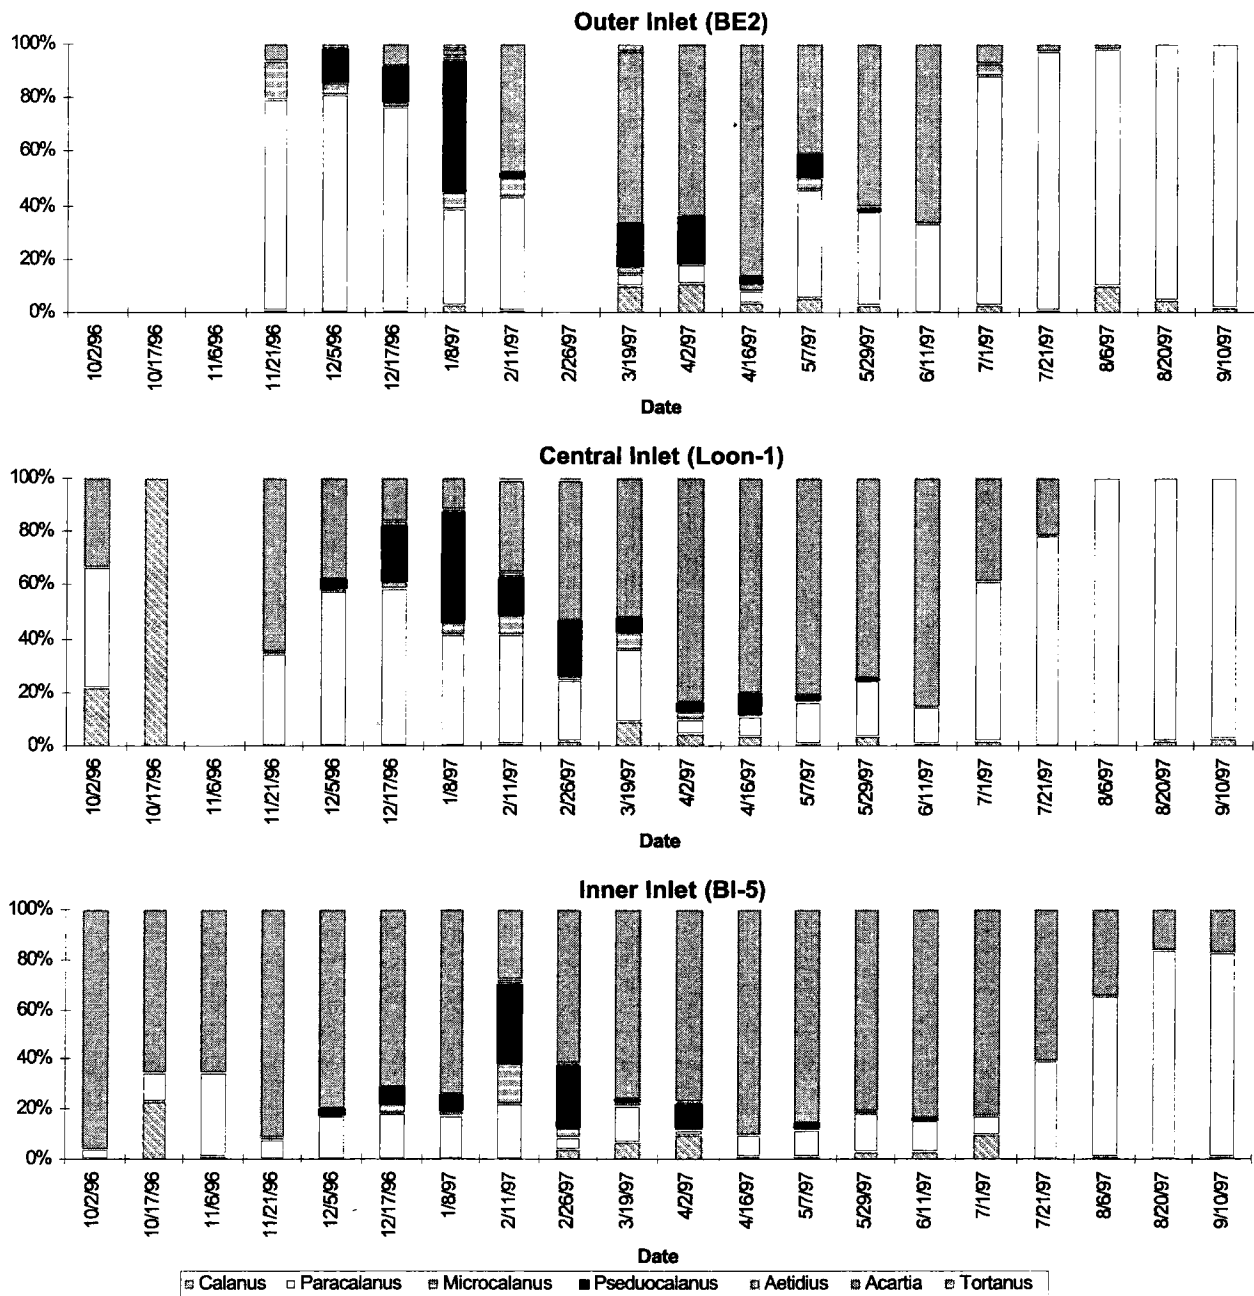 Outer Inlet (BE2)
100%
80%
60%
40%
20%
0%
10/2/96 10/17/96 11/6/96 11/21/96 12/5/96 12/17/96 1/8/97 2/11/97 2/26/97 3/19/97 4/2/97 4/16/97 5/7/97 5/29/97 6/11/97 7/1/97 7/21/97 8/6/97 8/20/97 9/10/97
Date
Central Inlet (Loon-1)
100%
80%
60%
40%
20%
0%
10/2/96 10/17/96 11/6/96 11/21/96 12/5/96 12/17/96 1/8/97 2/11/97 2/26/97 3/19/97 4/2/97 4/16/97 5/7/97 5/29/97 6/11/97 7/1/97 7/21/97 8/6/97 8/20/97 9/10/97
Date
Inner Inlet (BI-5)
100%
80%
60%
40%
20%
0%
10/2/96 10/17/96 11/6/96 11/21/96 12/5/96 12/17/96 1/8/97 2/11/97 2/26/97 3/19/97 4/2/97 4/16/97 5/7/97 5/29/97 6/11/97 7/1/97 7/21/97 8/6/97 8/20/97 9/10/97
Date
Calanus Paracalanus Microcalanus Pseduocalanus Aetidius Acartia Tortanus